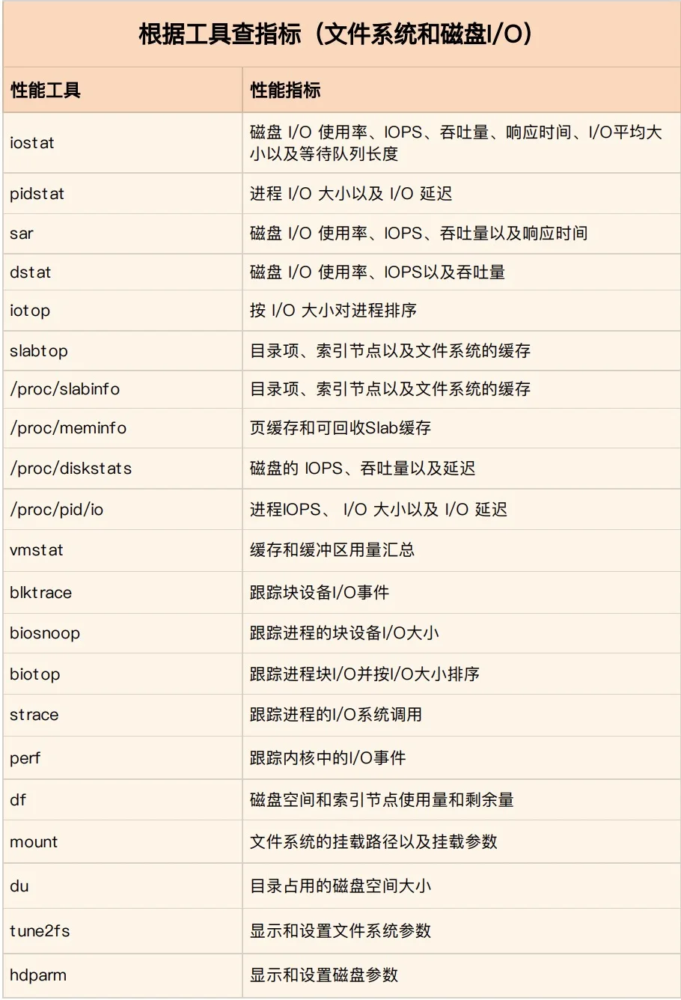 根据工具查指标（文件系统和磁盘I/O）
性能工具
性能指标
iostat
磁盘 I/O 使用率、IOPS、吞吐量、响应时间、I/O平均大
小以及等待队列长度
pidstat
进程 I/O 大小以及 I/O 延迟
sar
磁盘 I/O 使用率、IOPS、吞吐量以及响应时间
dstat
磁盘 I/O 使用率、IOPS以及吞吐量
iotop
按 I/O 大小对进程排序
slabtop
目录项、索引节点以及文件系统的缓存
/proc/slabinfo
目录项、索引节点以及文件系统的缓存
/proc/meminfo
页缓存和可回收Slab缓存
/proc/diskstats
磁盘的 IOPS、吞吐量以及延迟
/proc/pid/io
进程IOPS、 I/O 大小以及 I/O 延迟
vmstat
缓存和缓冲区用量汇总
blktrace
跟踪块设备I/O事件
biosnoop
跟踪进程的块设备I/O大小
biotop
跟踪进程块I/O并按I/O大小排序
strace
跟踪进程的I/O系统调用
perf
跟踪内核中的I/O事件
df
磁盘空间和索引节点使用量和剩余量
mount
文件系统的挂载路径以及挂载参数
du
目录占用的磁盘空间大小
tune2fs
显示和设置文件系统参数
hdparm
显示和设置磁盘参数